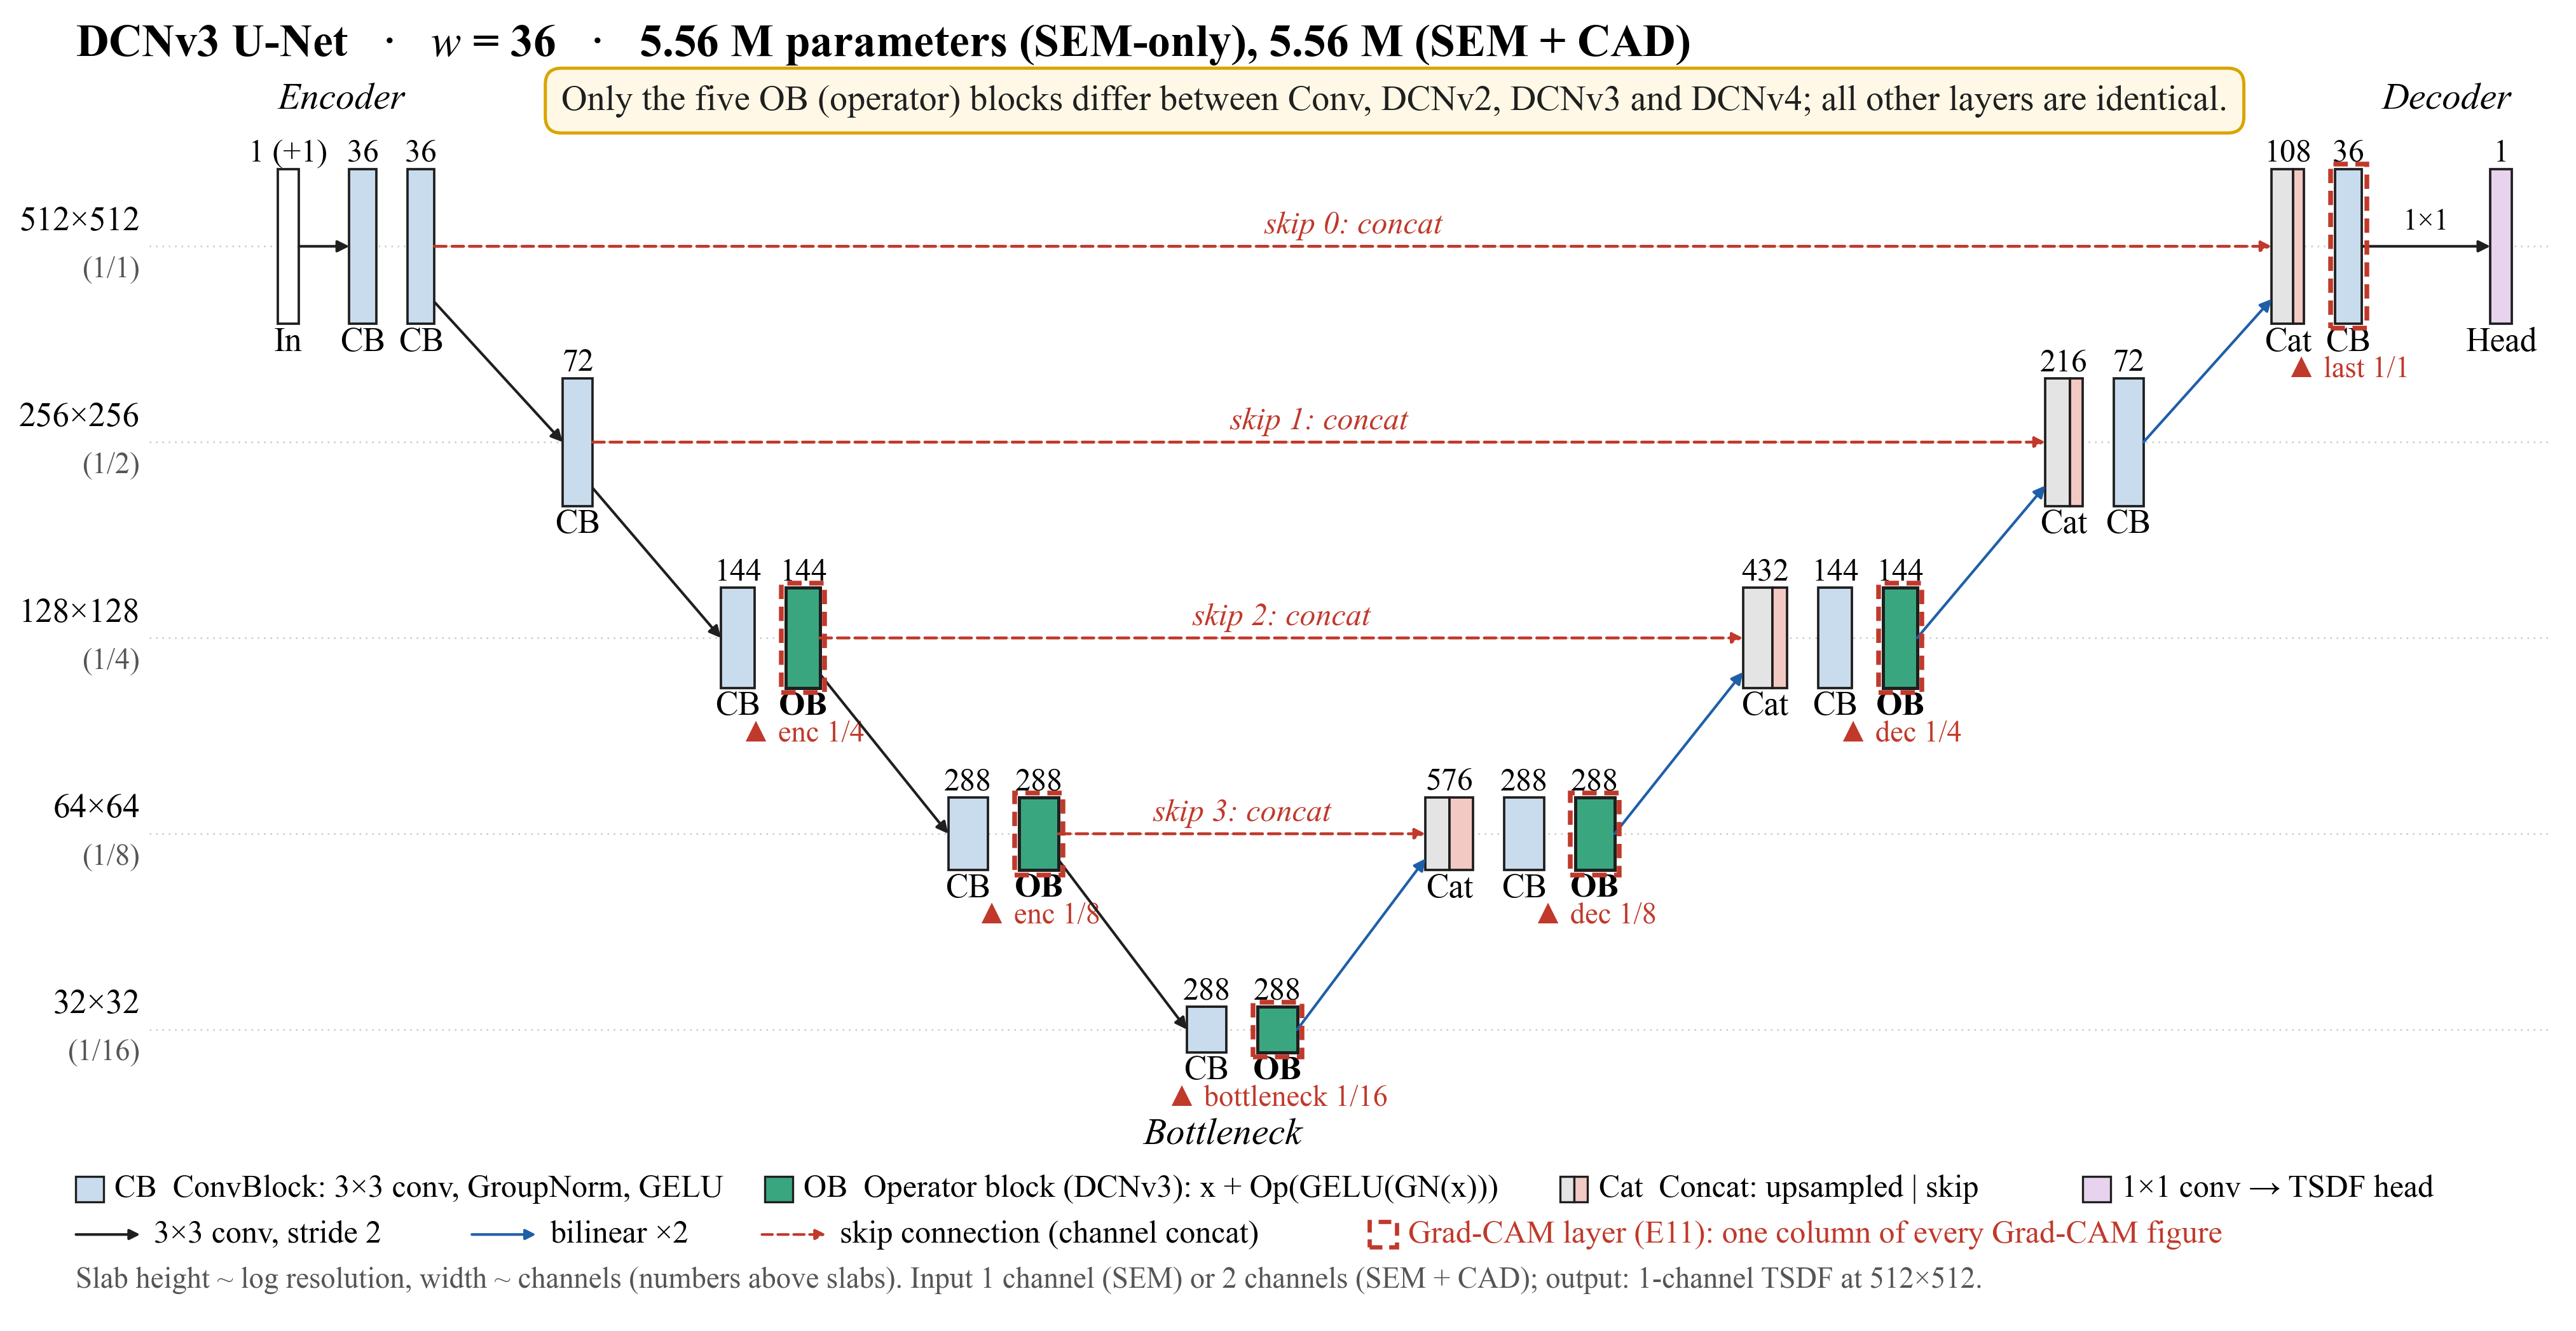 DCNv3 U-Net · w = 36 · 5.56 M parameters (SEM-only), 5.56 M (SEM + CAD)
Encoder
Only the five OB (operator) blocks differ between Conv, DCNv2, DCNv3 and DCNv4; all other layers are identical.
Decoder
1 (+1) 36 36
108 36 1
512×512
(1/1)
skip 0: concat
1×1
In CB CB
Cat CB Head
▲ last 1/1
72
216 72
256×256
(1/2)
skip 1: concat
CB
Cat CB
144 144
432 144 144
128×128
(1/4)
skip 2: concat
CB OB
Cat CB OB
▲ enc 1/4
▲ dec 1/4
288 288
576 288 288
64×64
(1/8)
skip 3: concat
CB OB
Cat CB OB
▲ enc 1/8
▲ dec 1/8
288 288
32×32
(1/16)
CB OB
▲ bottleneck 1/16
Bottleneck
CB ConvBlock: 3×3 conv, GroupNorm, GELU
OB Operator block (DCNv3): x + Op(GELU(GN(x)))
Cat Concat: upsampled | skip
1×1 conv → TSDF head
3×3 conv, stride 2
bilinear ×2
skip connection (channel concat)
Grad-CAM layer (E11): one column of every Grad-CAM figure
Slab height ~ log resolution, width ~ channels (numbers above slabs). Input 1 channel (SEM) or 2 channels (SEM + CAD); output: 1-channel TSDF at 512×512.